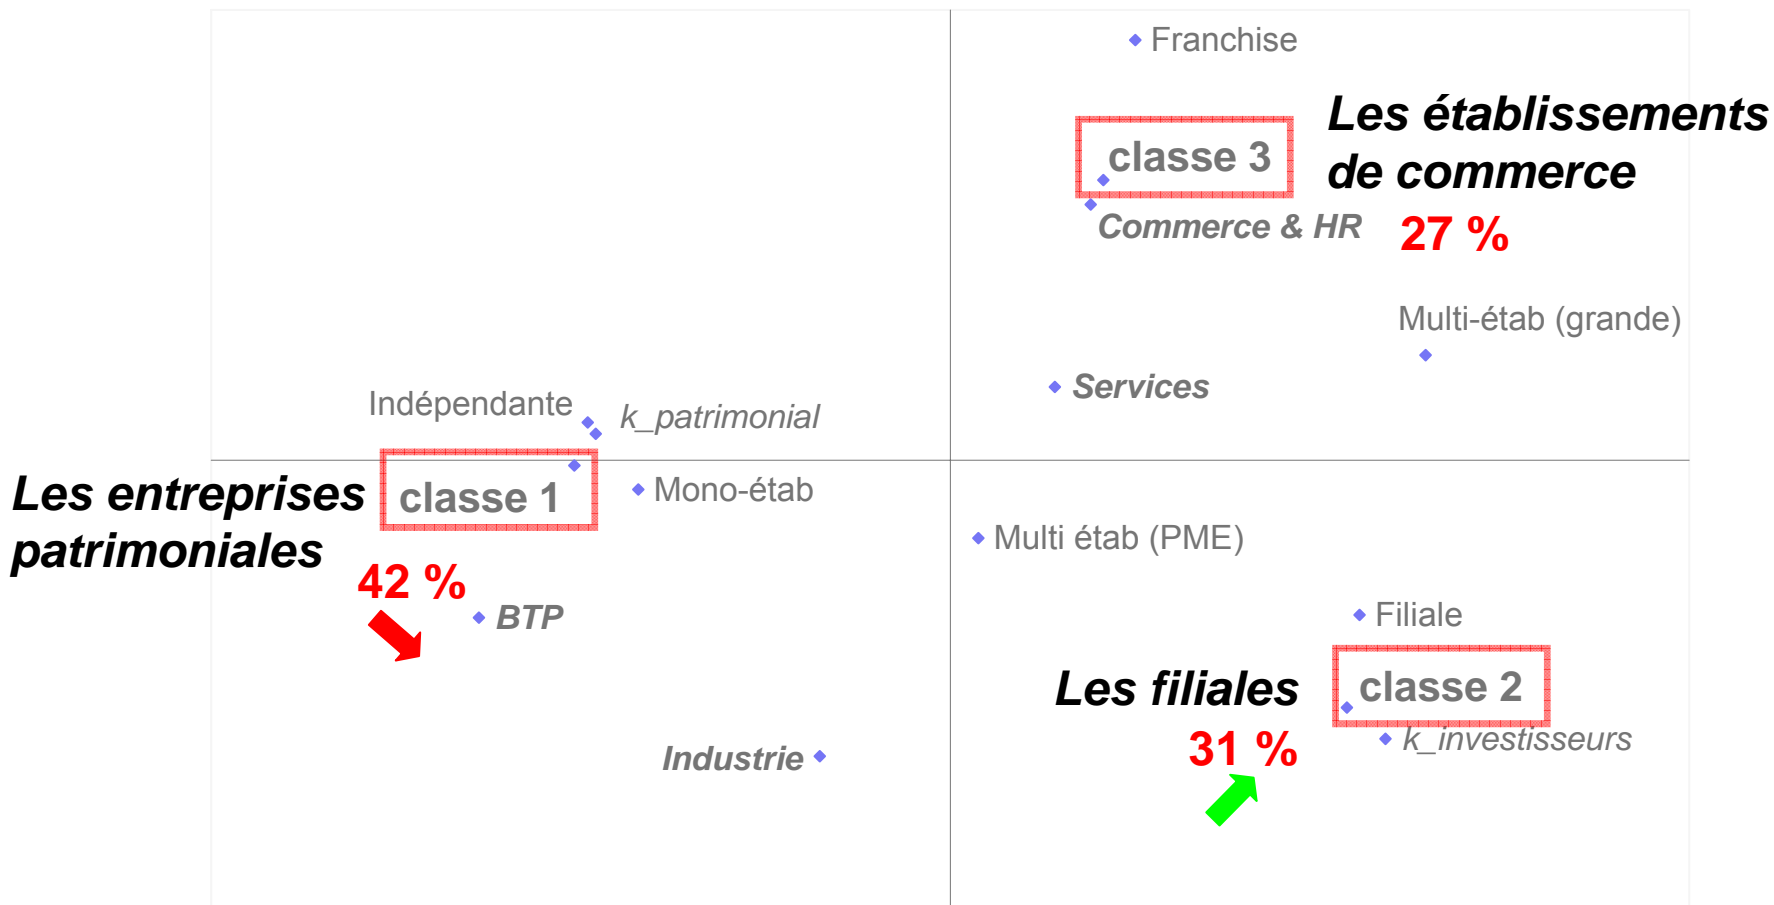 Franchise
Les établissements
de commerce
classe 3
Commerce & HR
27 %
Multi-étab (grande)
Services
Indépendante
k_patrimonial
Les entreprises
patrimoniales
classe 1
Mono-étab
Multi étab (PME)
42 %
BTP
Filiale
Les filiales
classe 2
31 %
k_investisseurs
Industrie